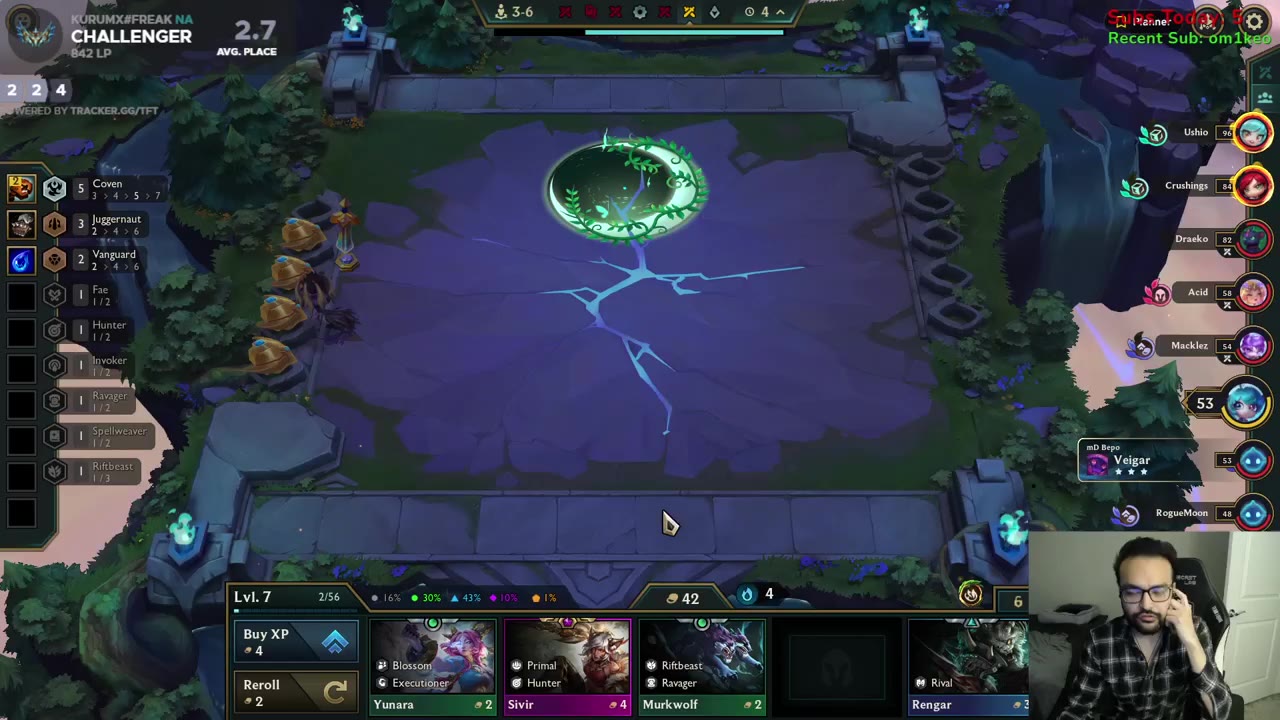 KURUMX#FREAK NA
CHALLENGER
842 LP
2.7
AVG. PLACE
2 2 4
POWERED BY TRACKER.GG/TFT
3-6
4
Planner
Subs Today: 5
Recent Sub: om1keo
5 Coven
3 > 4 > 5 > 7
3 Juggernaut
2 > 4 > 6
2 Vanguard
2 > 4 > 6
1 Fae
1 / 2
1 Hunter
1 / 2
1 Invoker
1 / 2
1 Ravager
1 / 2
1 Spellweaver
1 / 2
1 Riftbeast
1 / 3
Ushio 96
Crushings 84
Draeko 82
Acid 58
Macklez 54
53
mD Bepo
Veigar
53
RogueMoon 48
Lvl. 7 2/56
16% 30% 43% 10% 1%
42
4
6
Buy XP
4
Reroll
2
Blossom
Executioner
Yunara 2
Primal
Hunter
Sivir 4
Riftbeast
Ravager
Murkwolf 2
Rival
Rengar 3